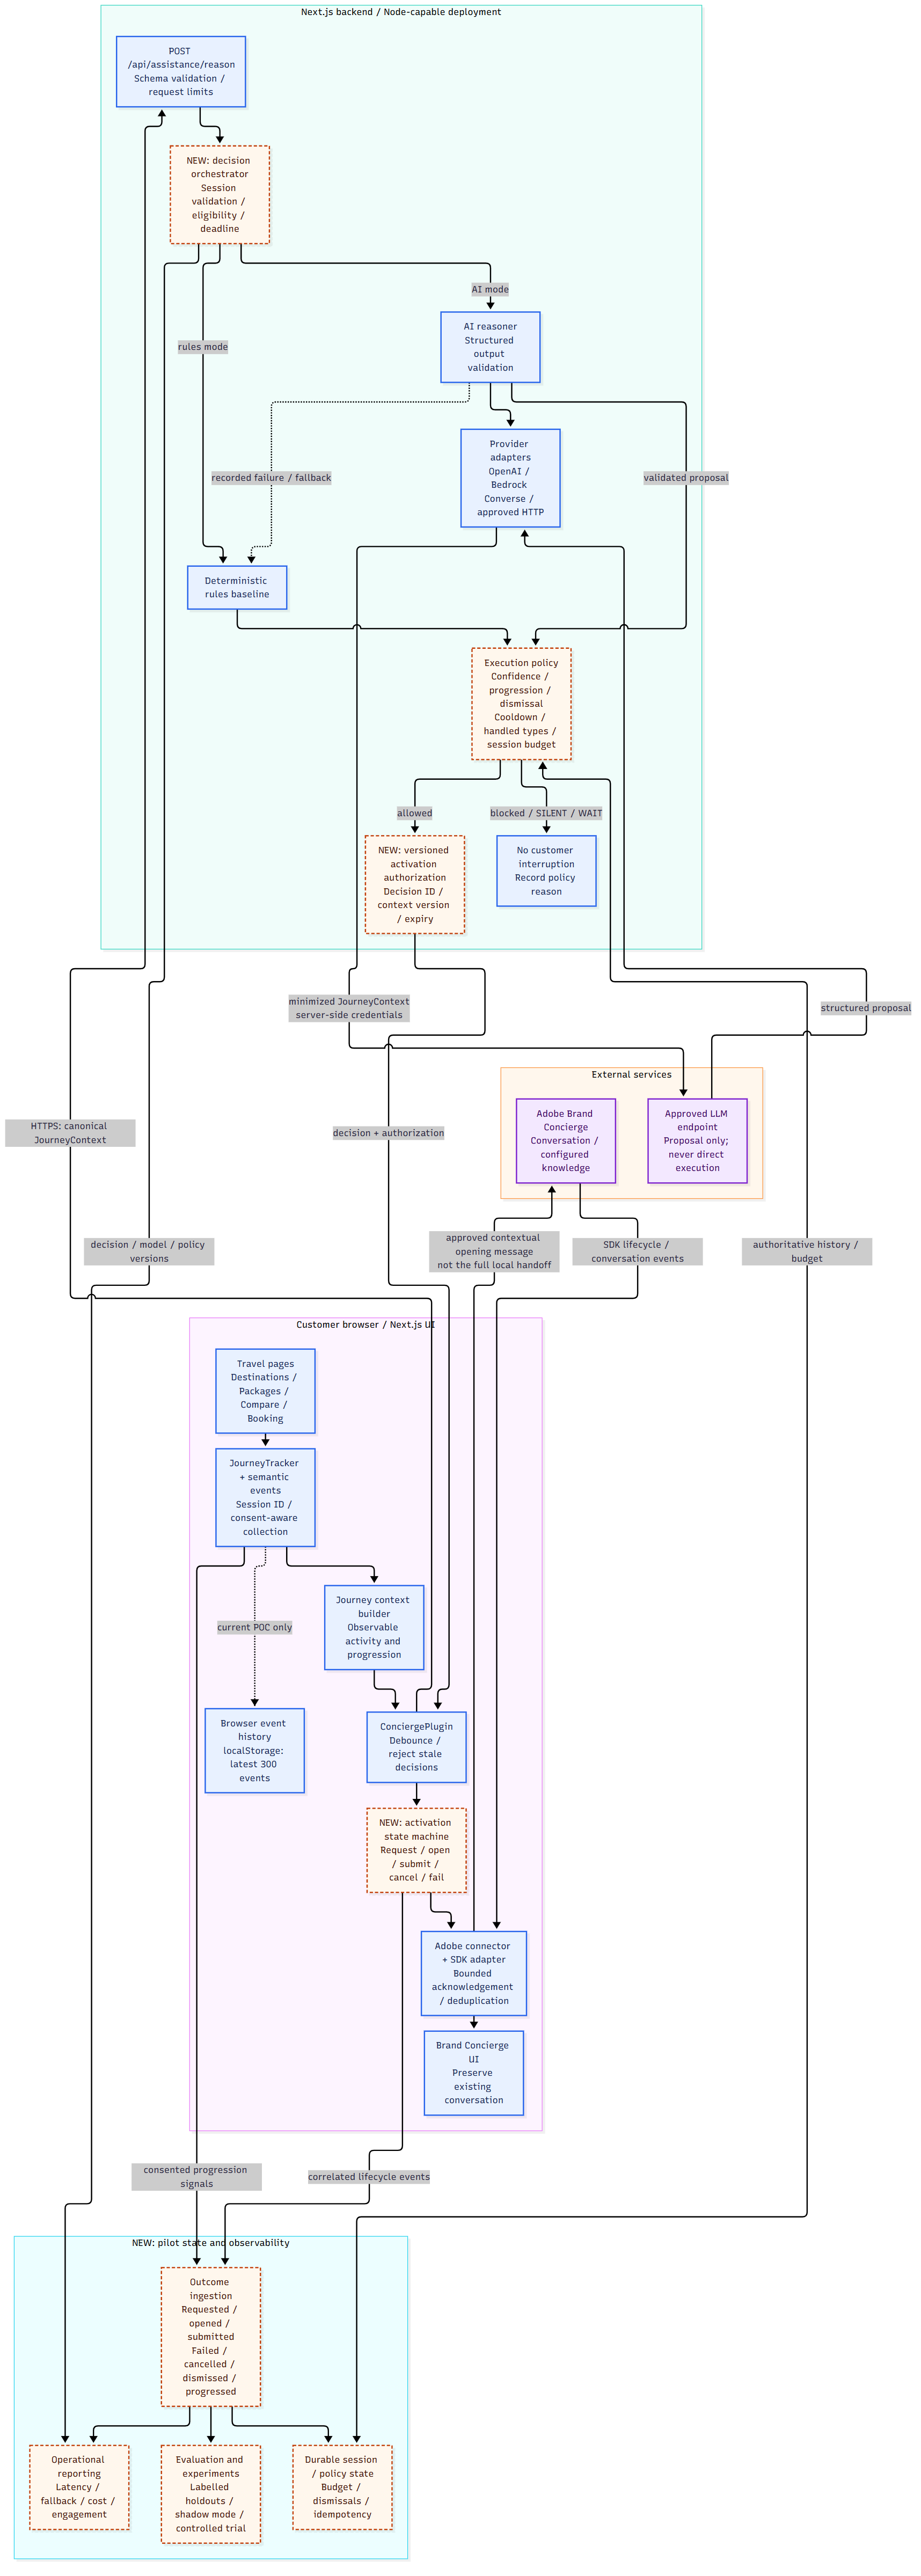 Next.js backend / Node-capable deployment
POST
/api/assistance/reason
Schema validation /
request limits
NEW: decision
orchestrator
Session
validation /
eligibility /
deadline
AI mode
rules mode
AI reasoner
Structured
output
validation
Provider
adapters
OpenAI /
Bedrock
Converse /
approved HTTP
recorded failure / fallback
validated proposal
Deterministic
rules baseline
Execution policy
Confidence /
progression /
dismissal
Cooldown /
handled types /
session budget
allowed
blocked / SILENT / WAIT
NEW: versioned
activation
authorization
Decision ID /
context version
/ expiry
No customer
interruption
Record policy
reason
minimized JourneyContext
server-side credentials
structured proposal
External services
Adobe Brand
Concierge
Conversation /
configured
knowledge
Approved LLM
endpoint
Proposal only;
never direct
execution
HTTPS: canonical
JourneyContext
decision + authorization
decision / model / policy
versions
approved contextual
opening message
not the full local handoff
SDK lifecycle /
conversation events
authoritative history /
budget
Customer browser / Next.js UI
Travel pages
Destinations /
Packages /
Compare /
Booking
JourneyTracker
+ semantic
events
Session ID /
consent-aware
collection
Journey context
builder
Observable
activity and
progression
current POC only
Browser event
history
localStorage:
latest 300
events
ConciergePlugin
Debounce /
reject stale
decisions
NEW: activation
state machine
Request / open
/ submit /
cancel / fail
Adobe connector
+ SDK adapter
Bounded
acknowledgement
/ deduplication
Brand Concierge
UI
Preserve
existing
conversation
consented progression
signals
correlated lifecycle events
NEW: pilot state and observability
Outcome
ingestion
Requested /
opened /
submitted
Failed /
cancelled /
dismissed /
progressed
Operational
reporting
Latency /
fallback / cost /
engagement
Evaluation and
experiments
Labelled
holdouts /
shadow mode /
controlled trial
Durable session
/ policy state
Budget /
dismissals /
idempotency